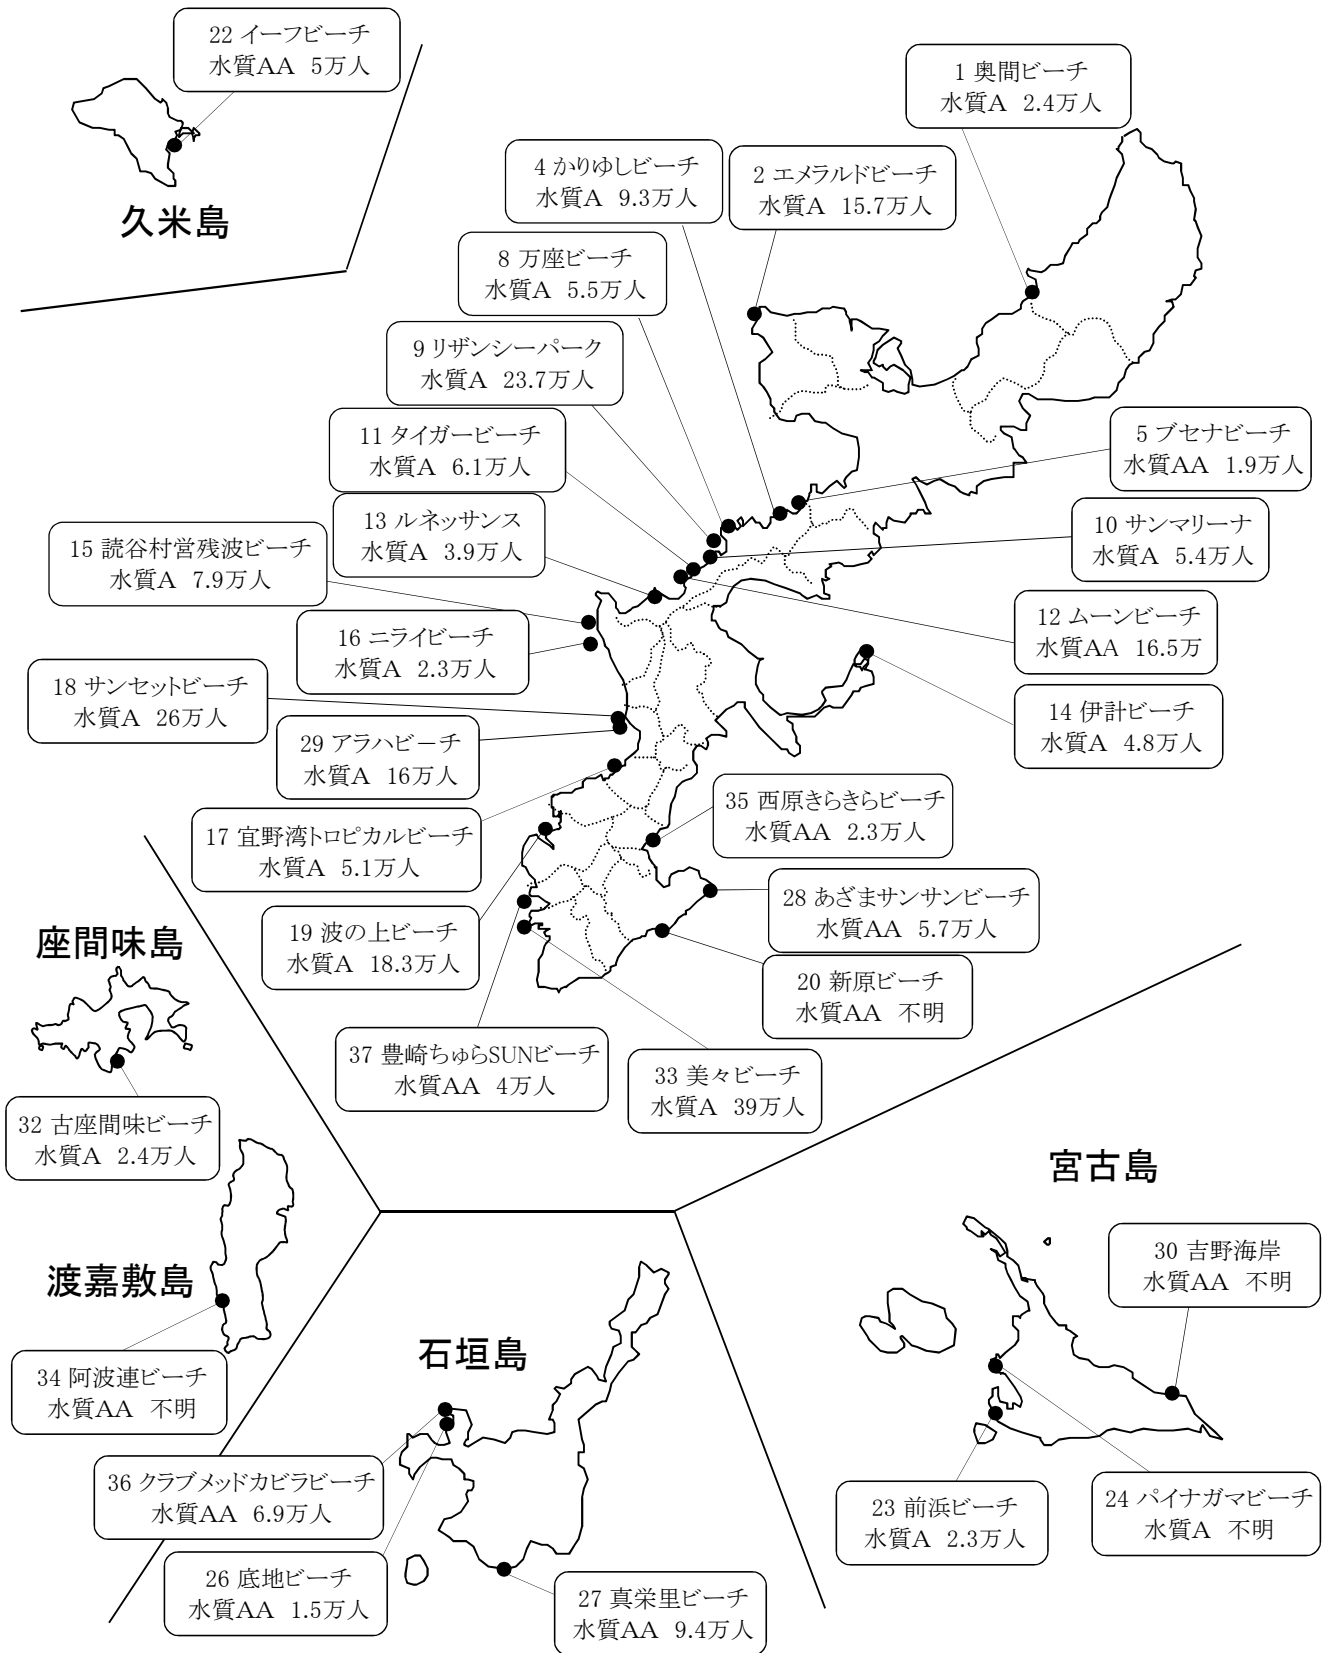 22 イーフビーチ
水質AA 5万人
久米島
1 奥間ビーチ
水質A 2.4万人
4 かりゆしビーチ
水質A 9.3万人
2 エメラルドビーチ
水質A 15.7万人
8 万座ビーチ
水質A 5.5万人
9 リザンシーパーク
水質A 23.7万人
11 タイガービーチ
水質A 6.1万人
5 ブセナビーチ
水質AA 1.9万人
13 ルネッサンス
水質A 3.9万人
10 サンマリーナ
水質A 5.4万人
15 読谷村営残波ビーチ
水質A 7.9万人
12 ムーンビーチ
水質AA 16.5万
16 ニライビーチ
水質A 2.3万人
18 サンセットビーチ
水質A 26万人
14 伊計ビーチ
水質A 4.8万人
29 アラハビーチ
水質A 16万人
35 西原きらきらビーチ
水質AA 2.3万人
17 宜野湾トロピカルビーチ
水質A 5.1万人
28 あざまサンサンビーチ
水質AA 5.7万人
19 波の上ビーチ
水質A 18.3万人
20 新原ビーチ
水質AA 不明
座間味島
37 豊崎ちゅらSUNビーチ
水質AA 4万人
33 美々ビーチ
水質A 39万人
32 古座間味ビーチ
水質A 2.4万人
宮古島
渡嘉敷島
30 吉野海岸
水質AA 不明
34 阿波連ビーチ
水質AA 不明
石垣島
36 クラブメッドカビラビーチ
水質AA 6.9万人
23 前浜ビーチ
水質A 2.3万人
24 パイナガマビーチ
水質A 不明
26 底地ビーチ
水質AA 1.5万人
27 真栄里ビーチ
水質AA 9.4万人